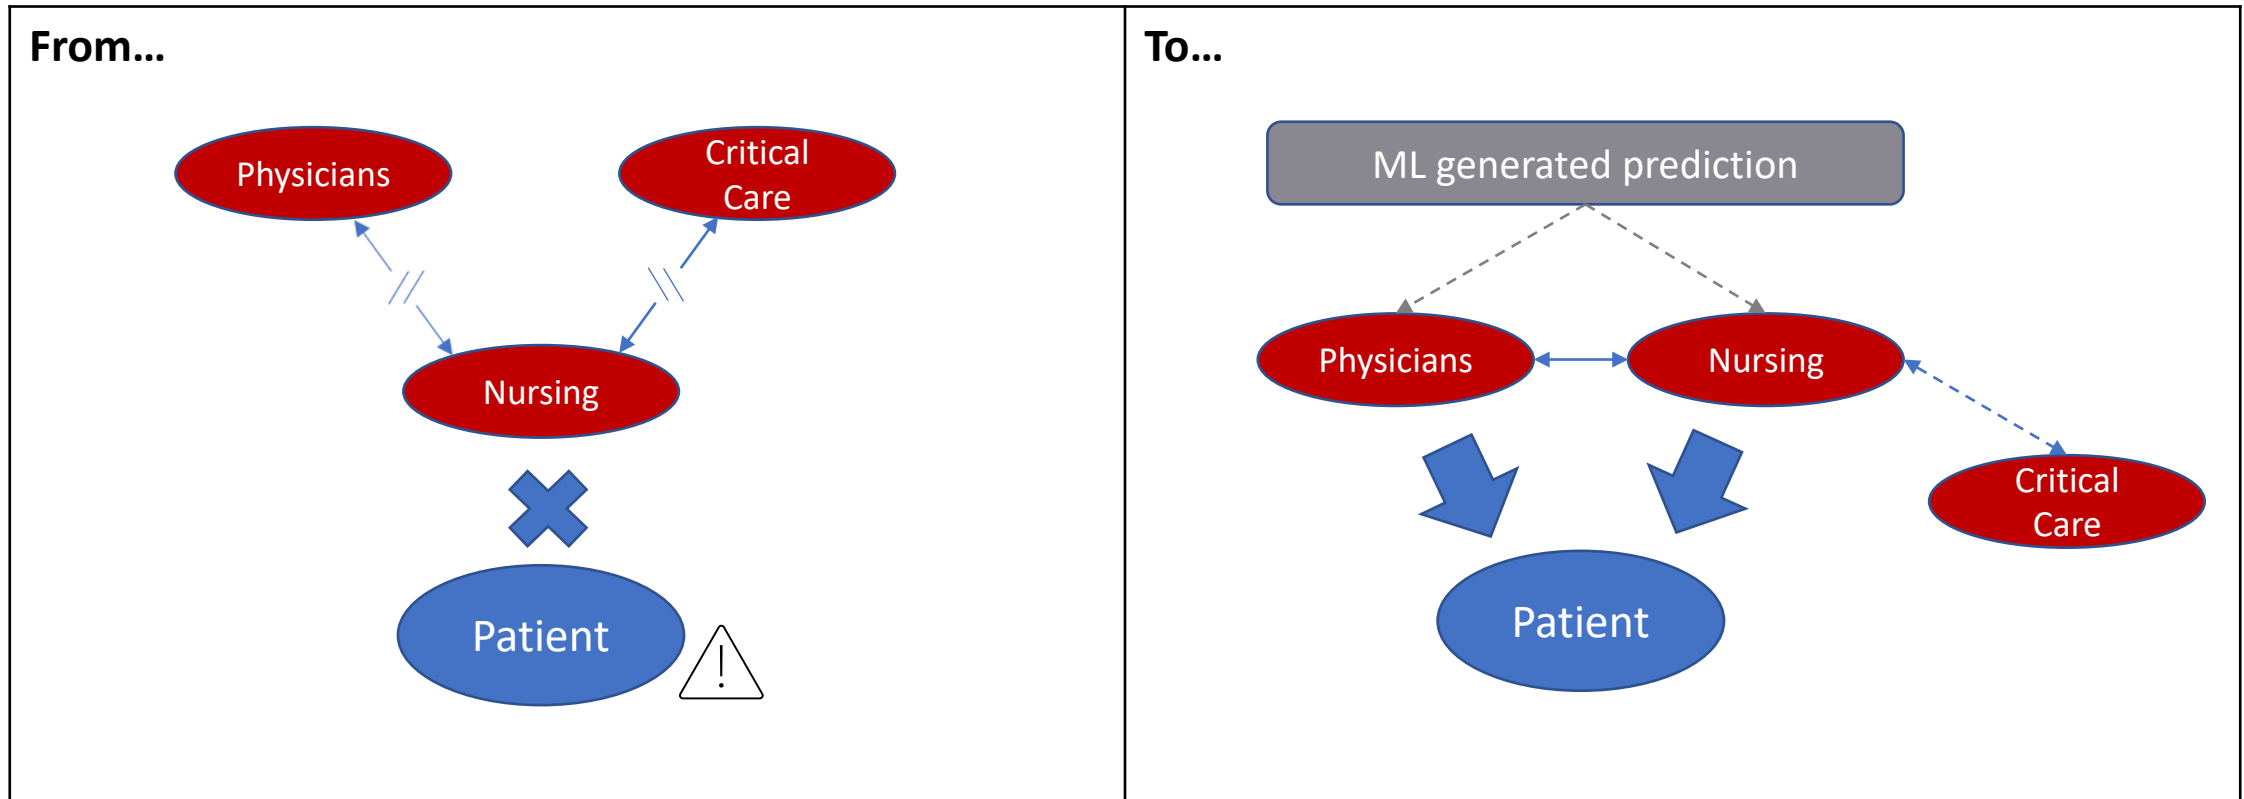 From...
Physicians
Critical
Care
Nursing
Patient
To...
ML generated prediction
Physicians
Nursing
Critical
Care
Patient